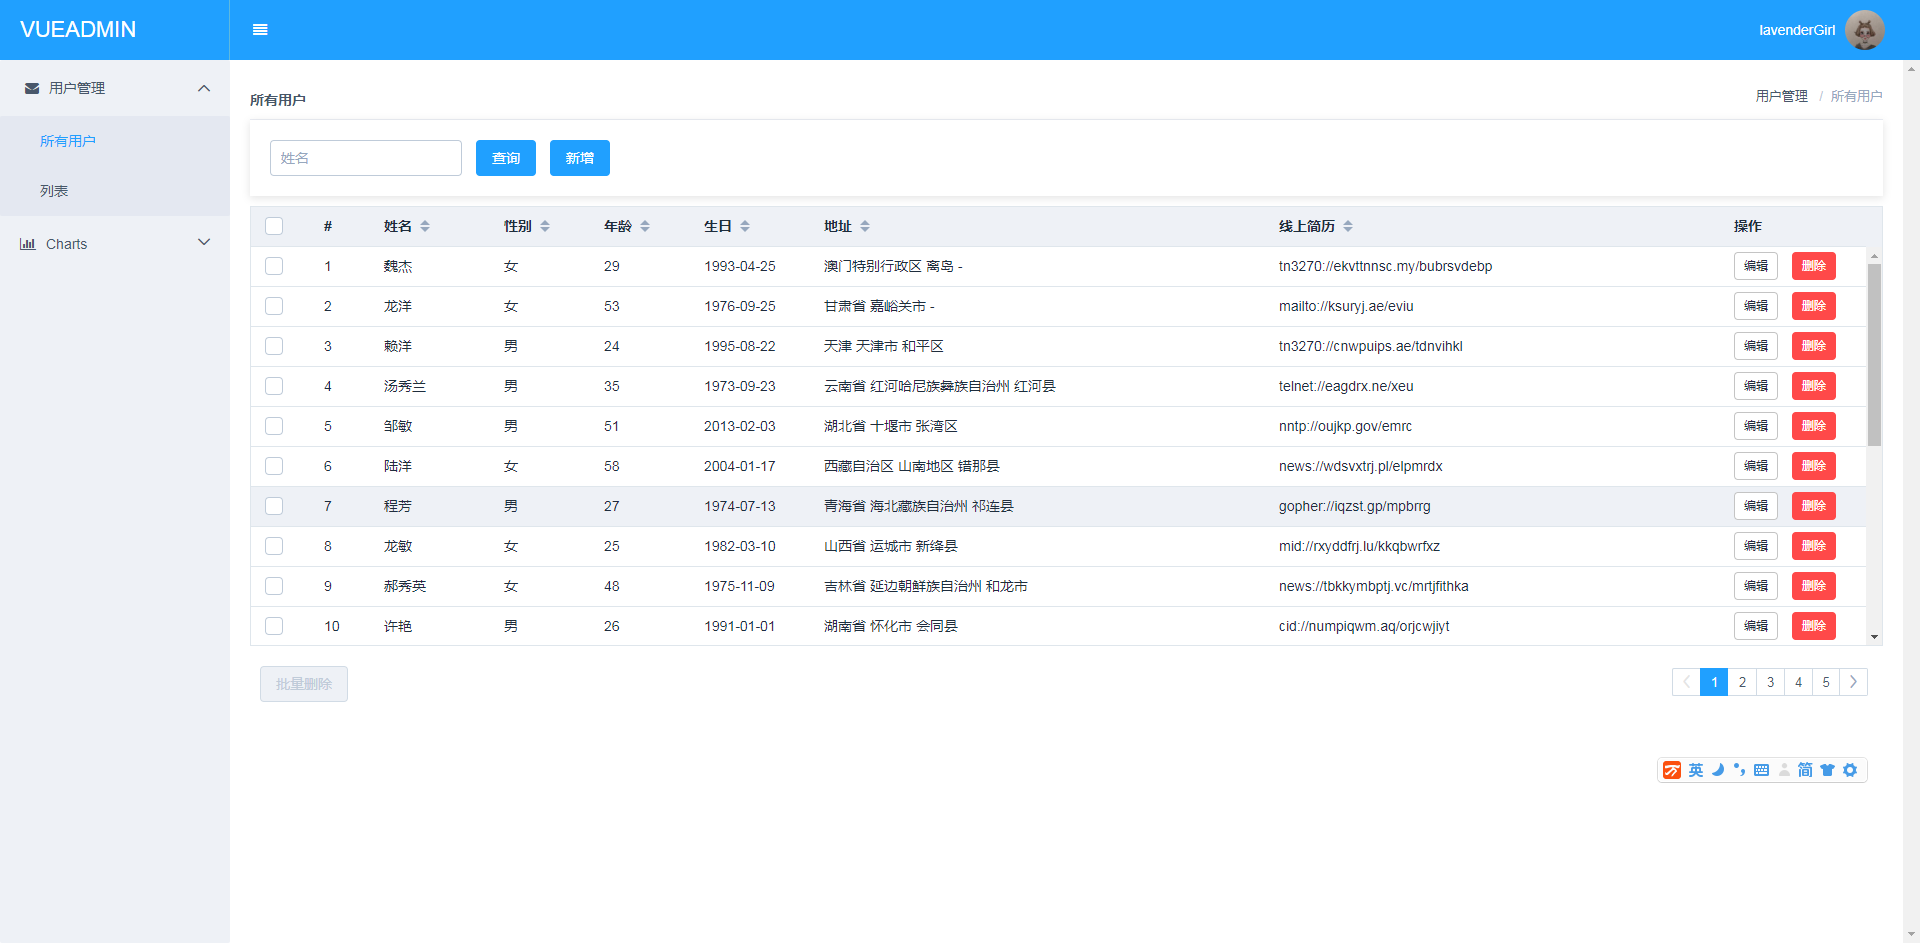 VUEADMIN
lavenderGirl
用户管理
所有用户
列表
Charts
所有用户
用户管理 / 所有用户
姓名 查询 新增
# 姓名 性别 年龄 生日 地址 线上简历 操作
1 魏杰 女 29 1993-04-25 澳门特别行政区 离岛 - tn3270://ekvttnnsc.my/bubrsvdebp 编辑 删除
2 龙洋 女 53 1976-09-25 甘肃省 嘉峪关市 - mailto://ksuryj.ae/eviu 编辑 删除
3 赖洋 男 24 1995-08-22 天津 天津市 和平区 tn3270://cnwpuips.ae/tdnvihkl 编辑 删除
4 汤秀兰 男 35 1973-09-23 云南省 红河哈尼族彝族自治州 红河县 telnet://eagdrx.ne/xeu 编辑 删除
5 邹敏 男 51 2013-02-03 湖北省 十堰市 张湾区 nntp://oujkp.gov/emrc 编辑 删除
6 陆洋 女 58 2004-01-17 西藏自治区 山南地区 错那县 news://wdsvxtrj.pl/elpmrdx 编辑 删除
7 程芳 男 27 1974-07-13 青海省 海北藏族自治州 祁连县 gopher://iqzst.gp/mpbrrg 编辑 删除
8 龙敏 女 25 1982-03-10 山西省 运城市 新绛县 mid://rxyddfrj.lu/kkqbwrfxz 编辑 删除
9 郝秀英 女 48 1975-11-09 吉林省 延边朝鲜族自治州 和龙市 news://tbkkymbptj.vc/mrtjfithka 编辑 删除
10 许艳 男 26 1991-01-01 湖南省 怀化市 会同县 cid://numpiqwm.aq/orjcwjiyt 编辑 删除
批量删除
1 2 3 4 5
英 简